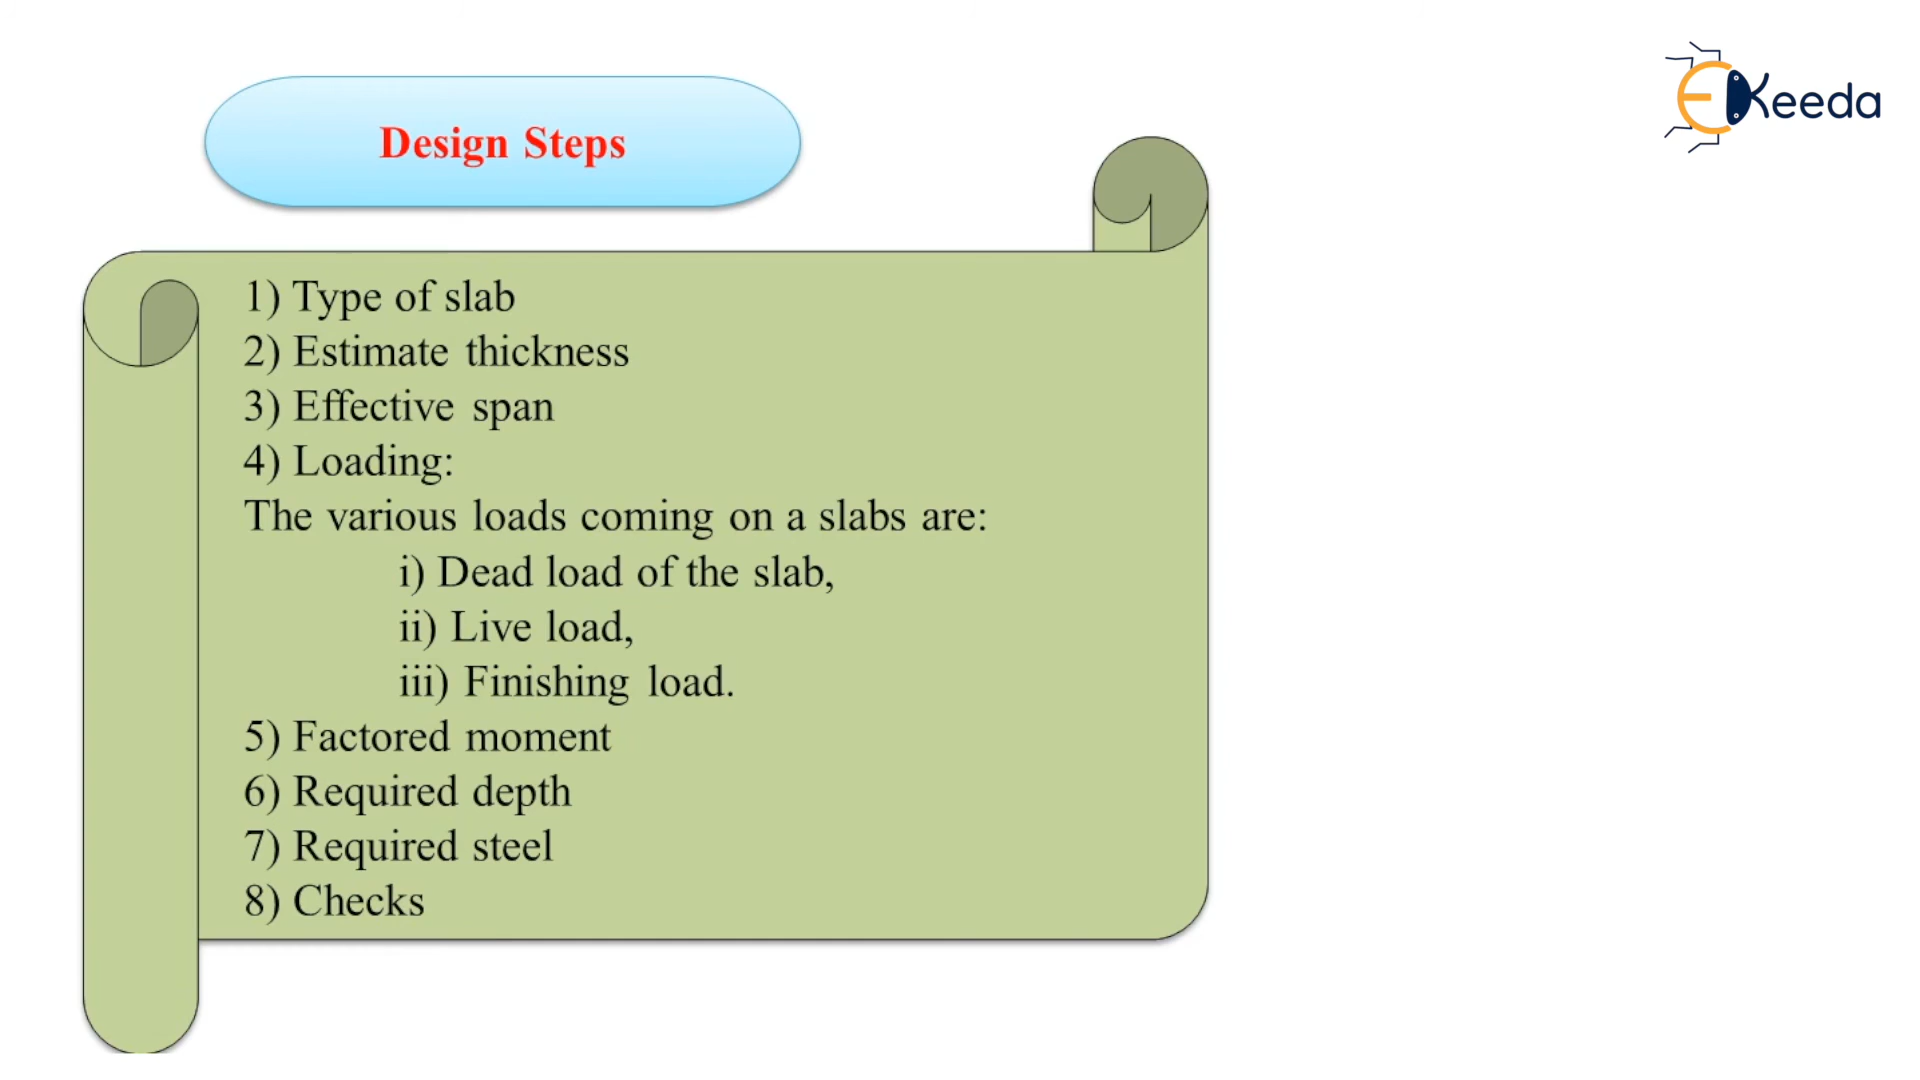 EKeeda
Design Steps
1) Type of slab
2) Estimate thickness
3) Effective span
4) Loading:
The various loads coming on a slabs are:
i) Dead load of the slab,
ii) Live load,
iii) Finishing load.
5) Factored moment
6) Required depth
7) Required steel
8) Checks